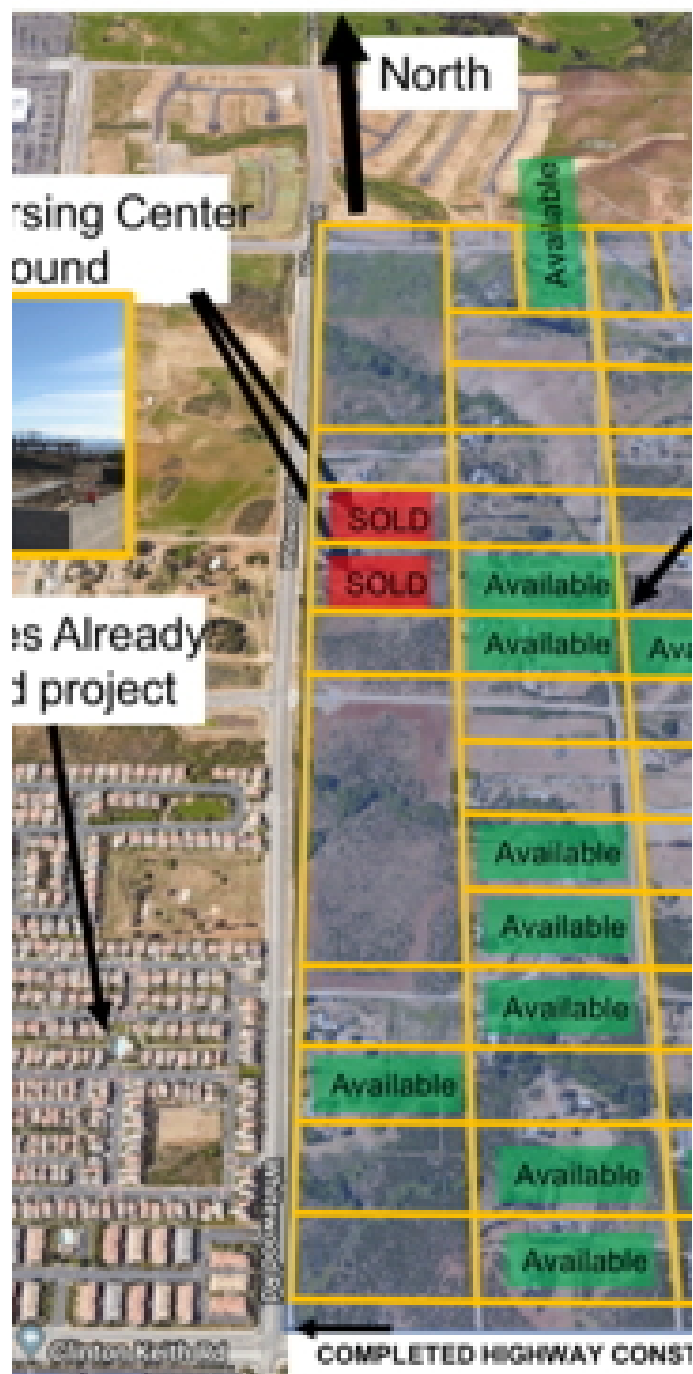 North
Available
rsing Center
ound
SOLD
SOLD
Available
es Already
Available
Ava
d project
Available
Available
Available
Available
Available
Available
Clinton Keith Rd
COMPLETED HIGHWAY CONST